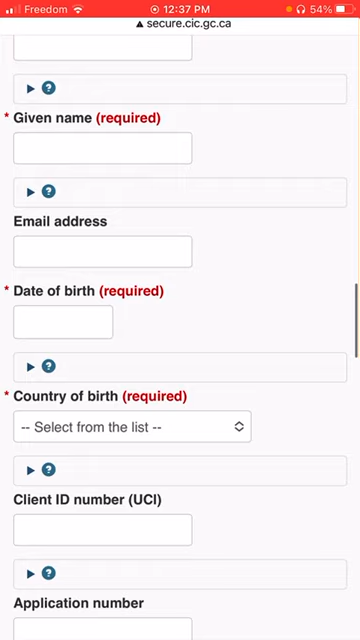 Freedom 12:37 PM 54%
secure.cic.gc.ca
?
* Given name (required)
?
Email address
* Date of birth (required)
?
* Country of birth (required)
-- Select from the list --
?
Client ID number (UCI)
?
Application number